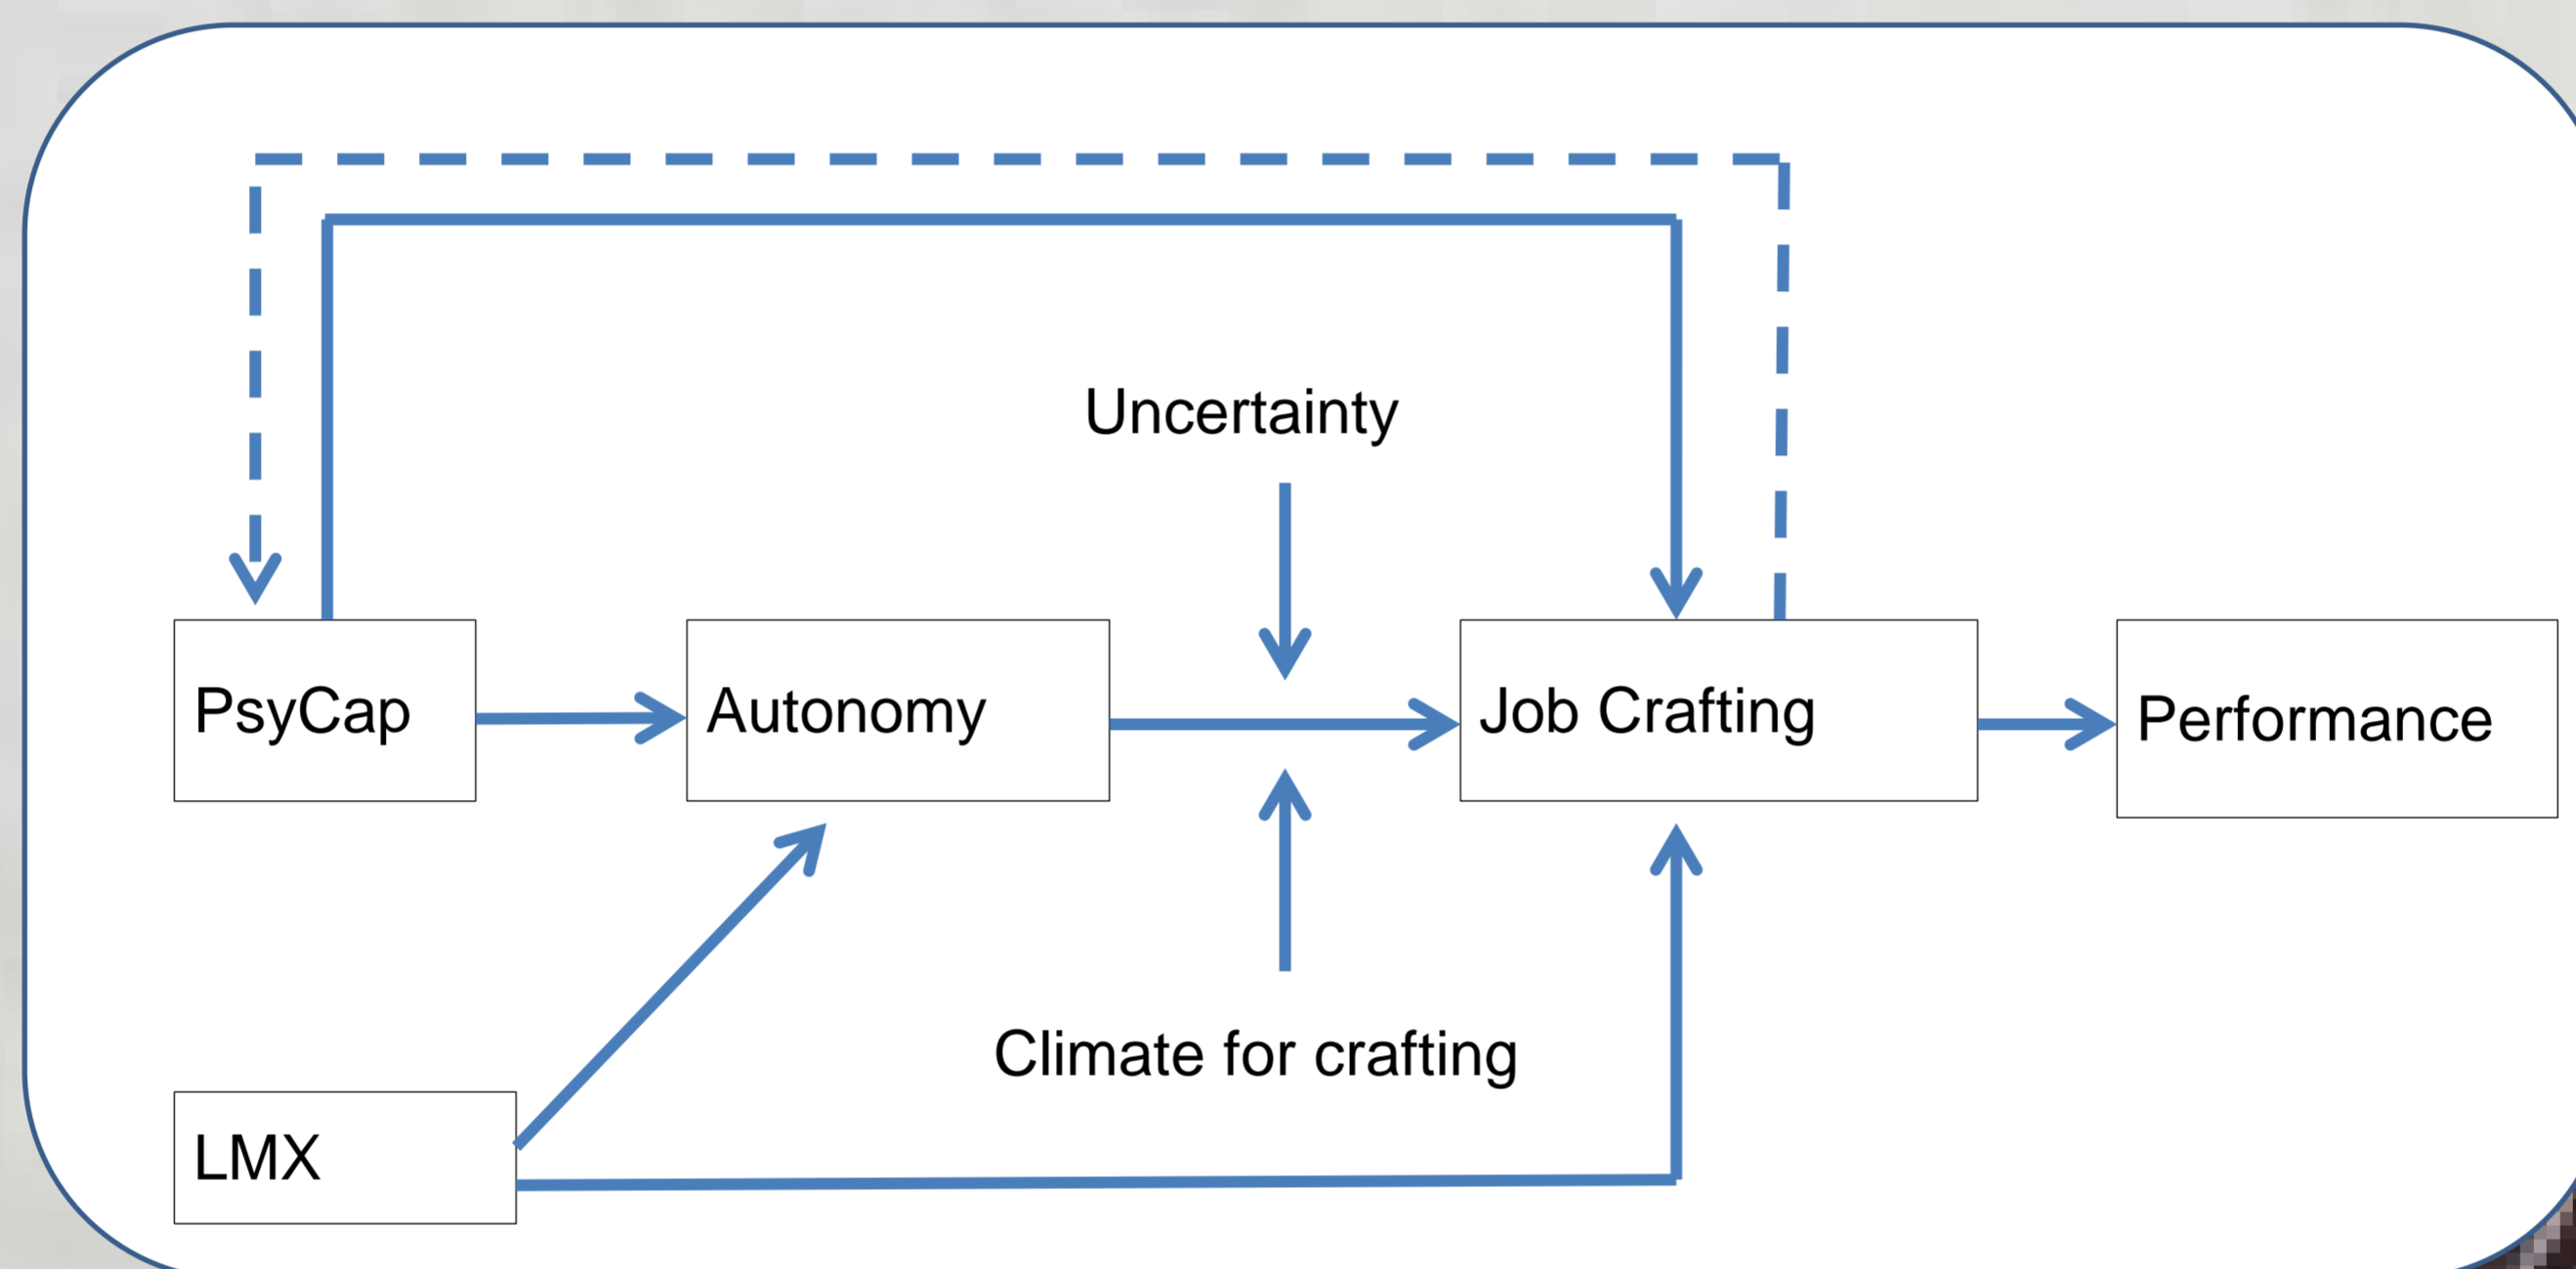 Uncertainty
PsyCap
Autonomy
Job Crafting
Performance
Climate for crafting
LMX